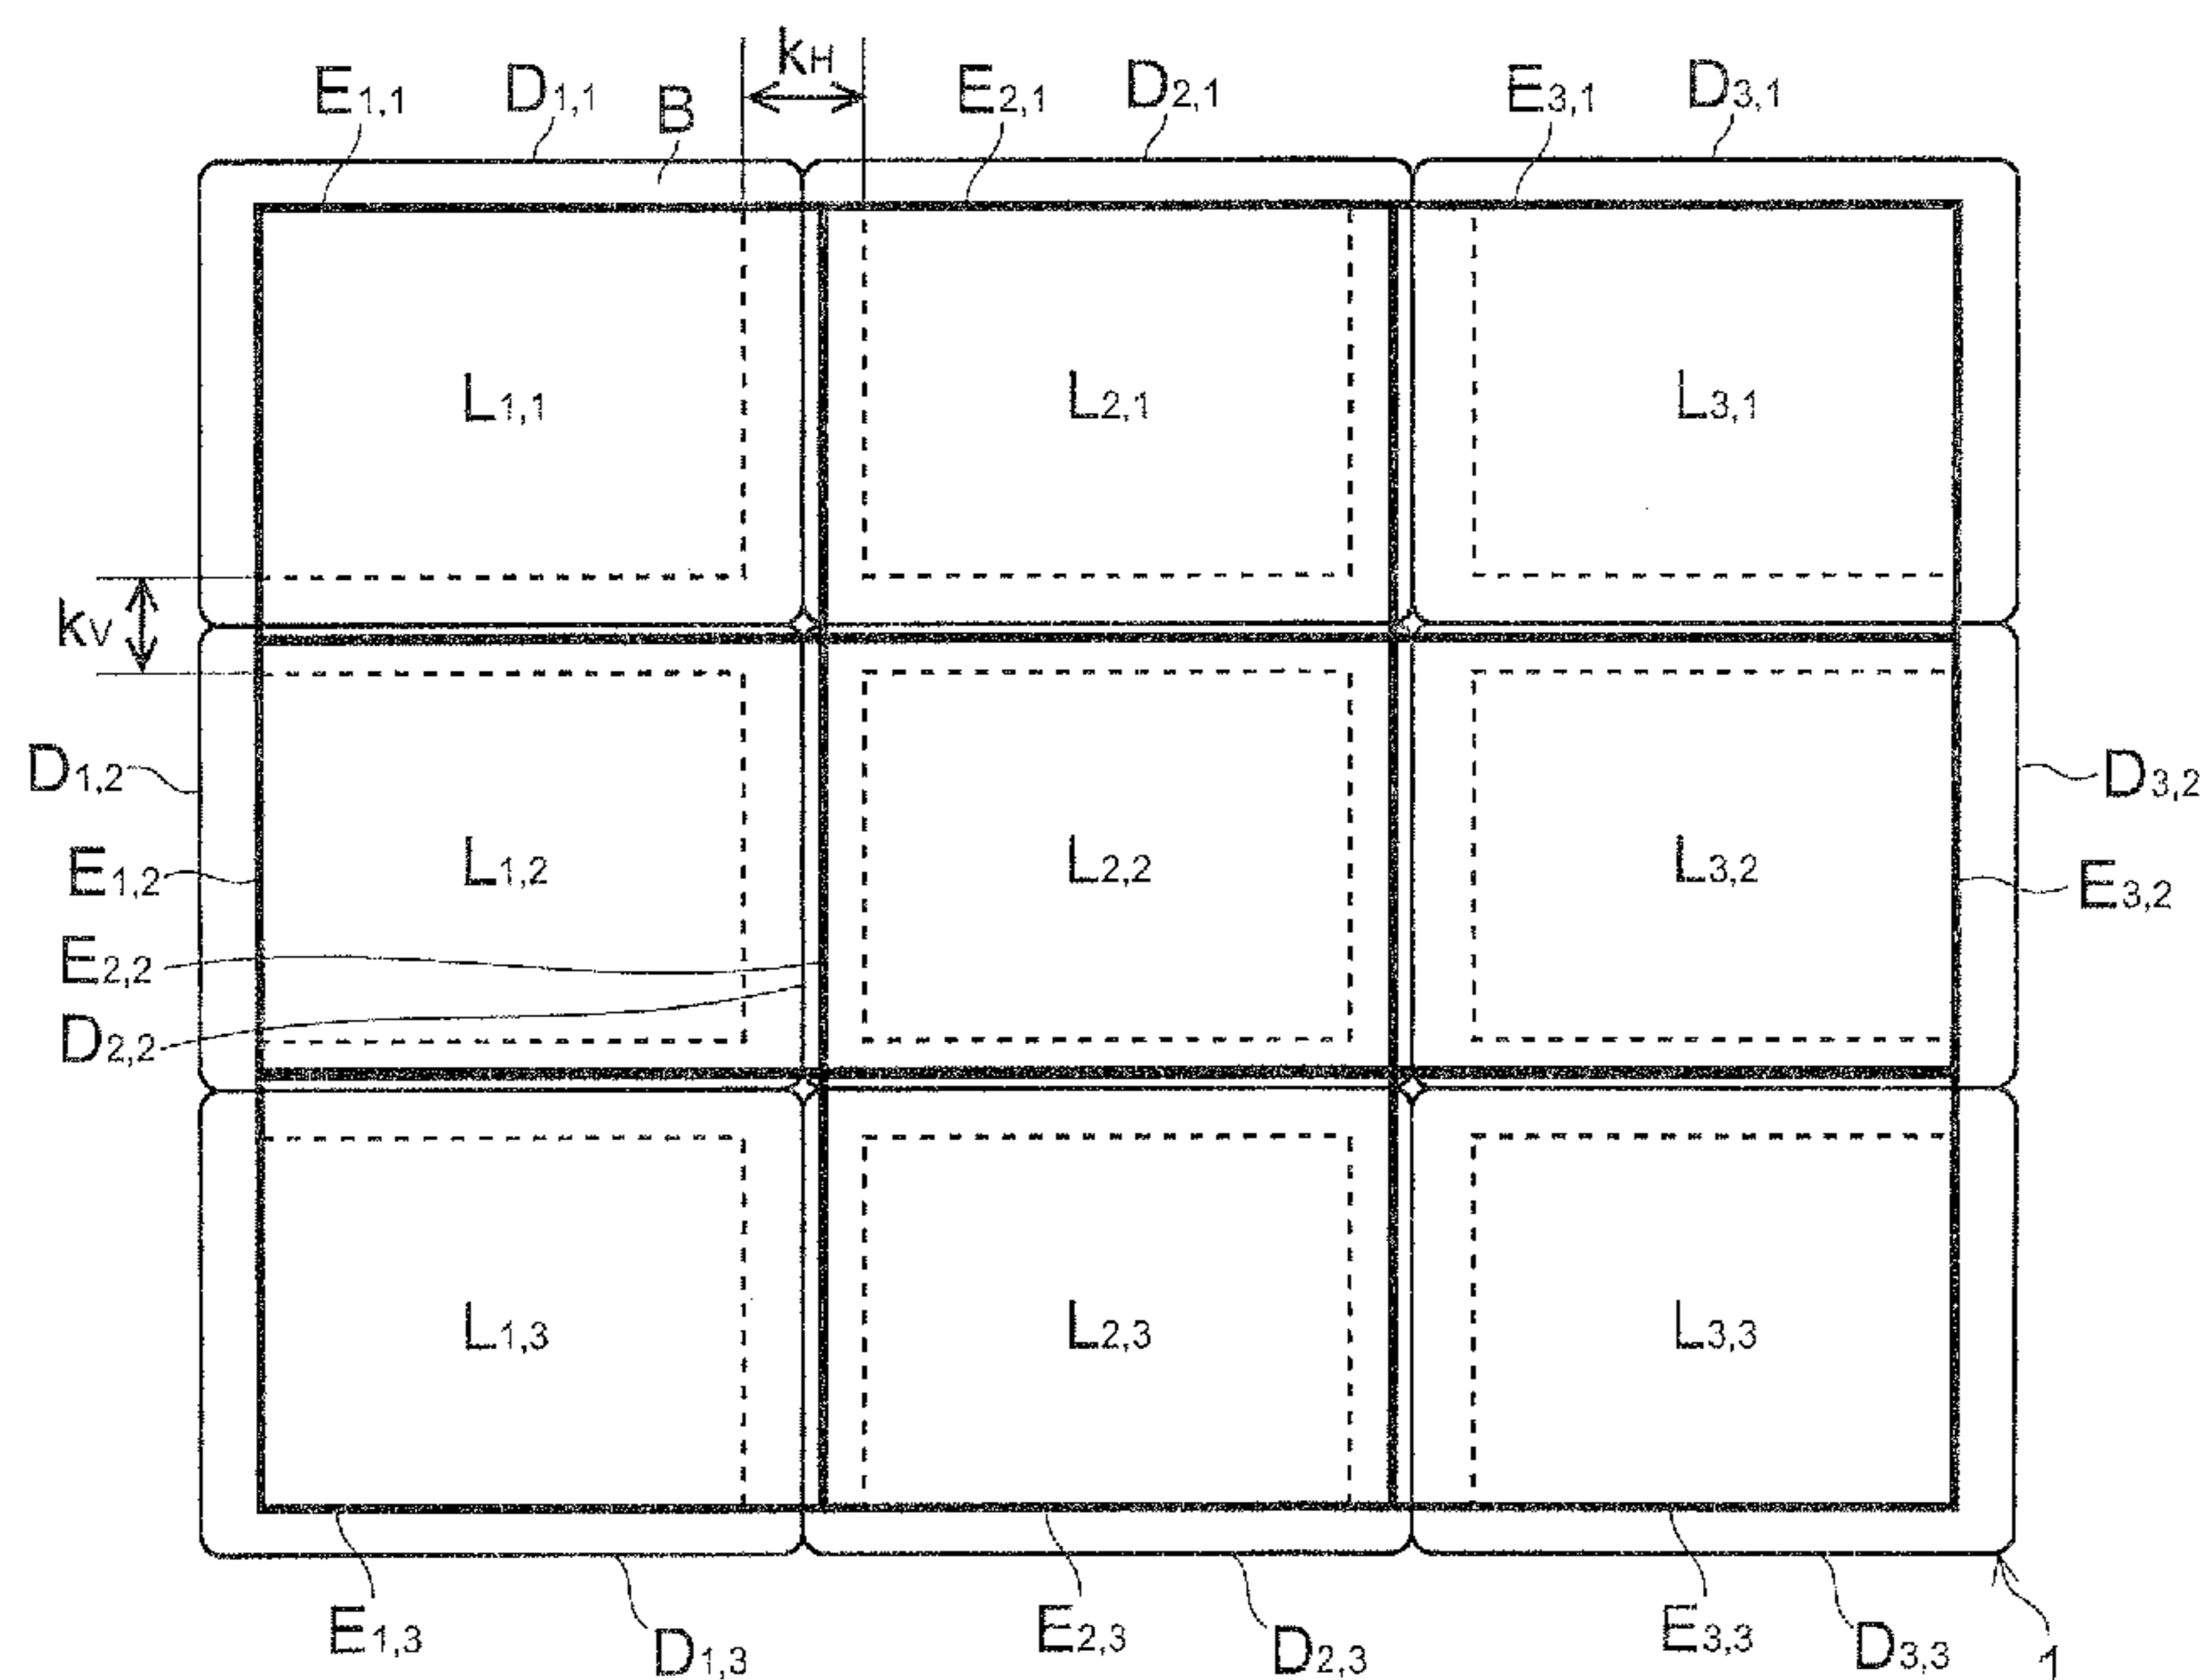 kH
E1,1 D1,1 B E2,1 D2,1 E3,1 D3,1
L1,1 L2,1 L3,1
kV
D1,2 D3,2
E1,2 L1,2 L2,2 L3,2 E3,2
E2,2
D2,2
L1,3 L2,3 L3,3
E1,3 D1,3 E2,3 D2,3 E3,3 D3,3 1